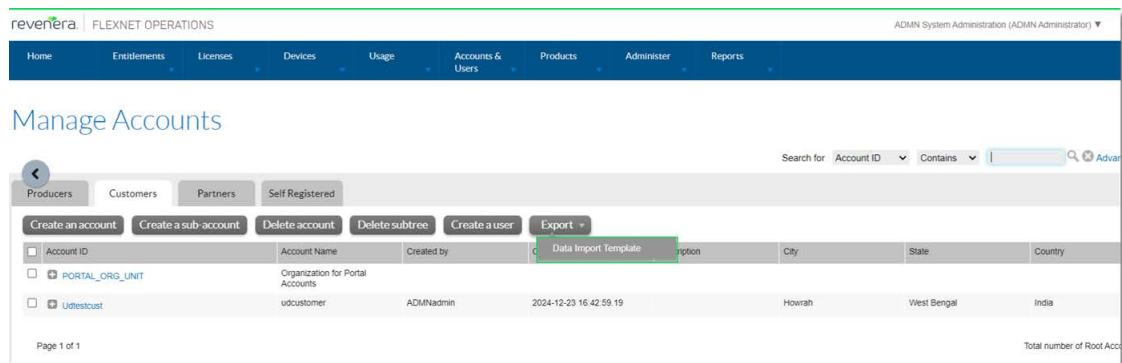 revenera. FLEXNET OPERATIONS ADMN System Administration (ADMN Administrator)
Home Entitlements Licenses Devices Usage Accounts & Users Products Administer Reports
Manage Accounts
Search for Account ID Contains
Producers Customers Partners Self Registered
Create an account Create a sub-account Delete account Delete subtree Create a user Export
Data Import Template
Account ID Account Name Created by City State Country
PORTAL_ORG_UNIT Organization for Portal Accounts
Udtestcust udcustomer ADMNadmin 2024-12-23 16:42:59.19 Howrah West Bengal India
Page 1 of 1 Total number of Root